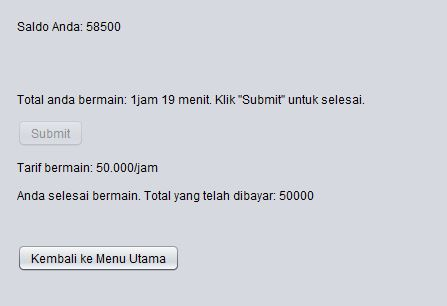 Saldo Anda: 58500
Total anda bermain: 1jam 19 menit. Klik "Submit" untuk selesai.
Submit
Tarif bermain: 50.000/jam
Anda selesai bermain. Total yang telah dibayar: 50000
Kembali ke Menu Utama